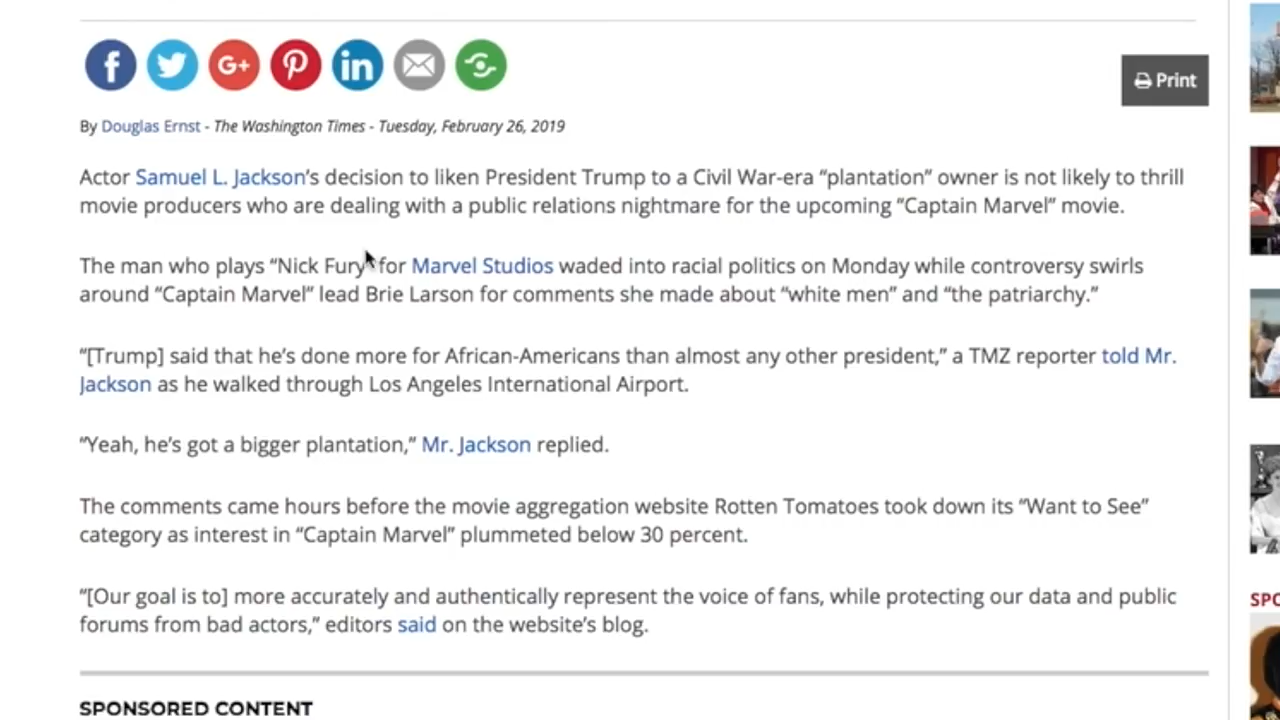 f G+ in
Print
By Douglas Ernst - The Washington Times - Tuesday, February 26, 2019
Actor Samuel L. Jackson's decision to liken President Trump to a Civil War-era “plantation” owner is not likely to thrill
movie producers who are dealing with a public relations nightmare for the upcoming “Captain Marvel” movie.
The man who plays “Nick Fury” for Marvel Studios waded into racial politics on Monday while controversy swirls
around “Captain Marvel” lead Brie Larson for comments she made about “white men” and “the patriarchy.”
“[Trump] said that he's done more for African-Americans than almost any other president,” a TMZ reporter told Mr.
Jackson as he walked through Los Angeles International Airport.
“Yeah, he's got a bigger plantation,” Mr. Jackson replied.
The comments came hours before the movie aggregation website Rotten Tomatoes took down its “Want to See”
category as interest in “Captain Marvel” plummeted below 30 percent.
“[Our goal is to] more accurately and authentically represent the voice of fans, while protecting our data and public
forums from bad actors,” editors said on the website's blog.
SPO
SPONSORED CONTENT